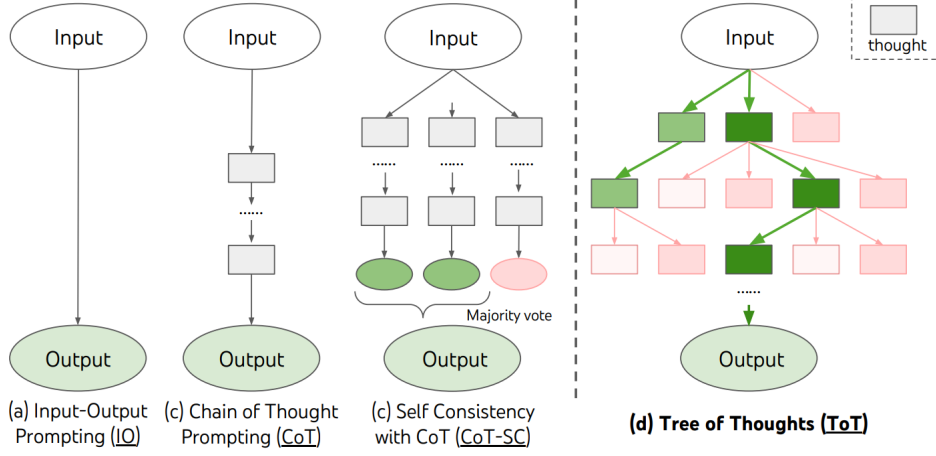 Input
Input
Input
Input
thought
......
......
......
......
......
Majority vote
Output
Output
Output
Output
(a) Input-Output
Prompting (IO)
(c) Chain of Thought
Prompting (CoT)
(c) Self Consistency
with CoT (CoT-SC)
(d) Tree of Thoughts (ToT)